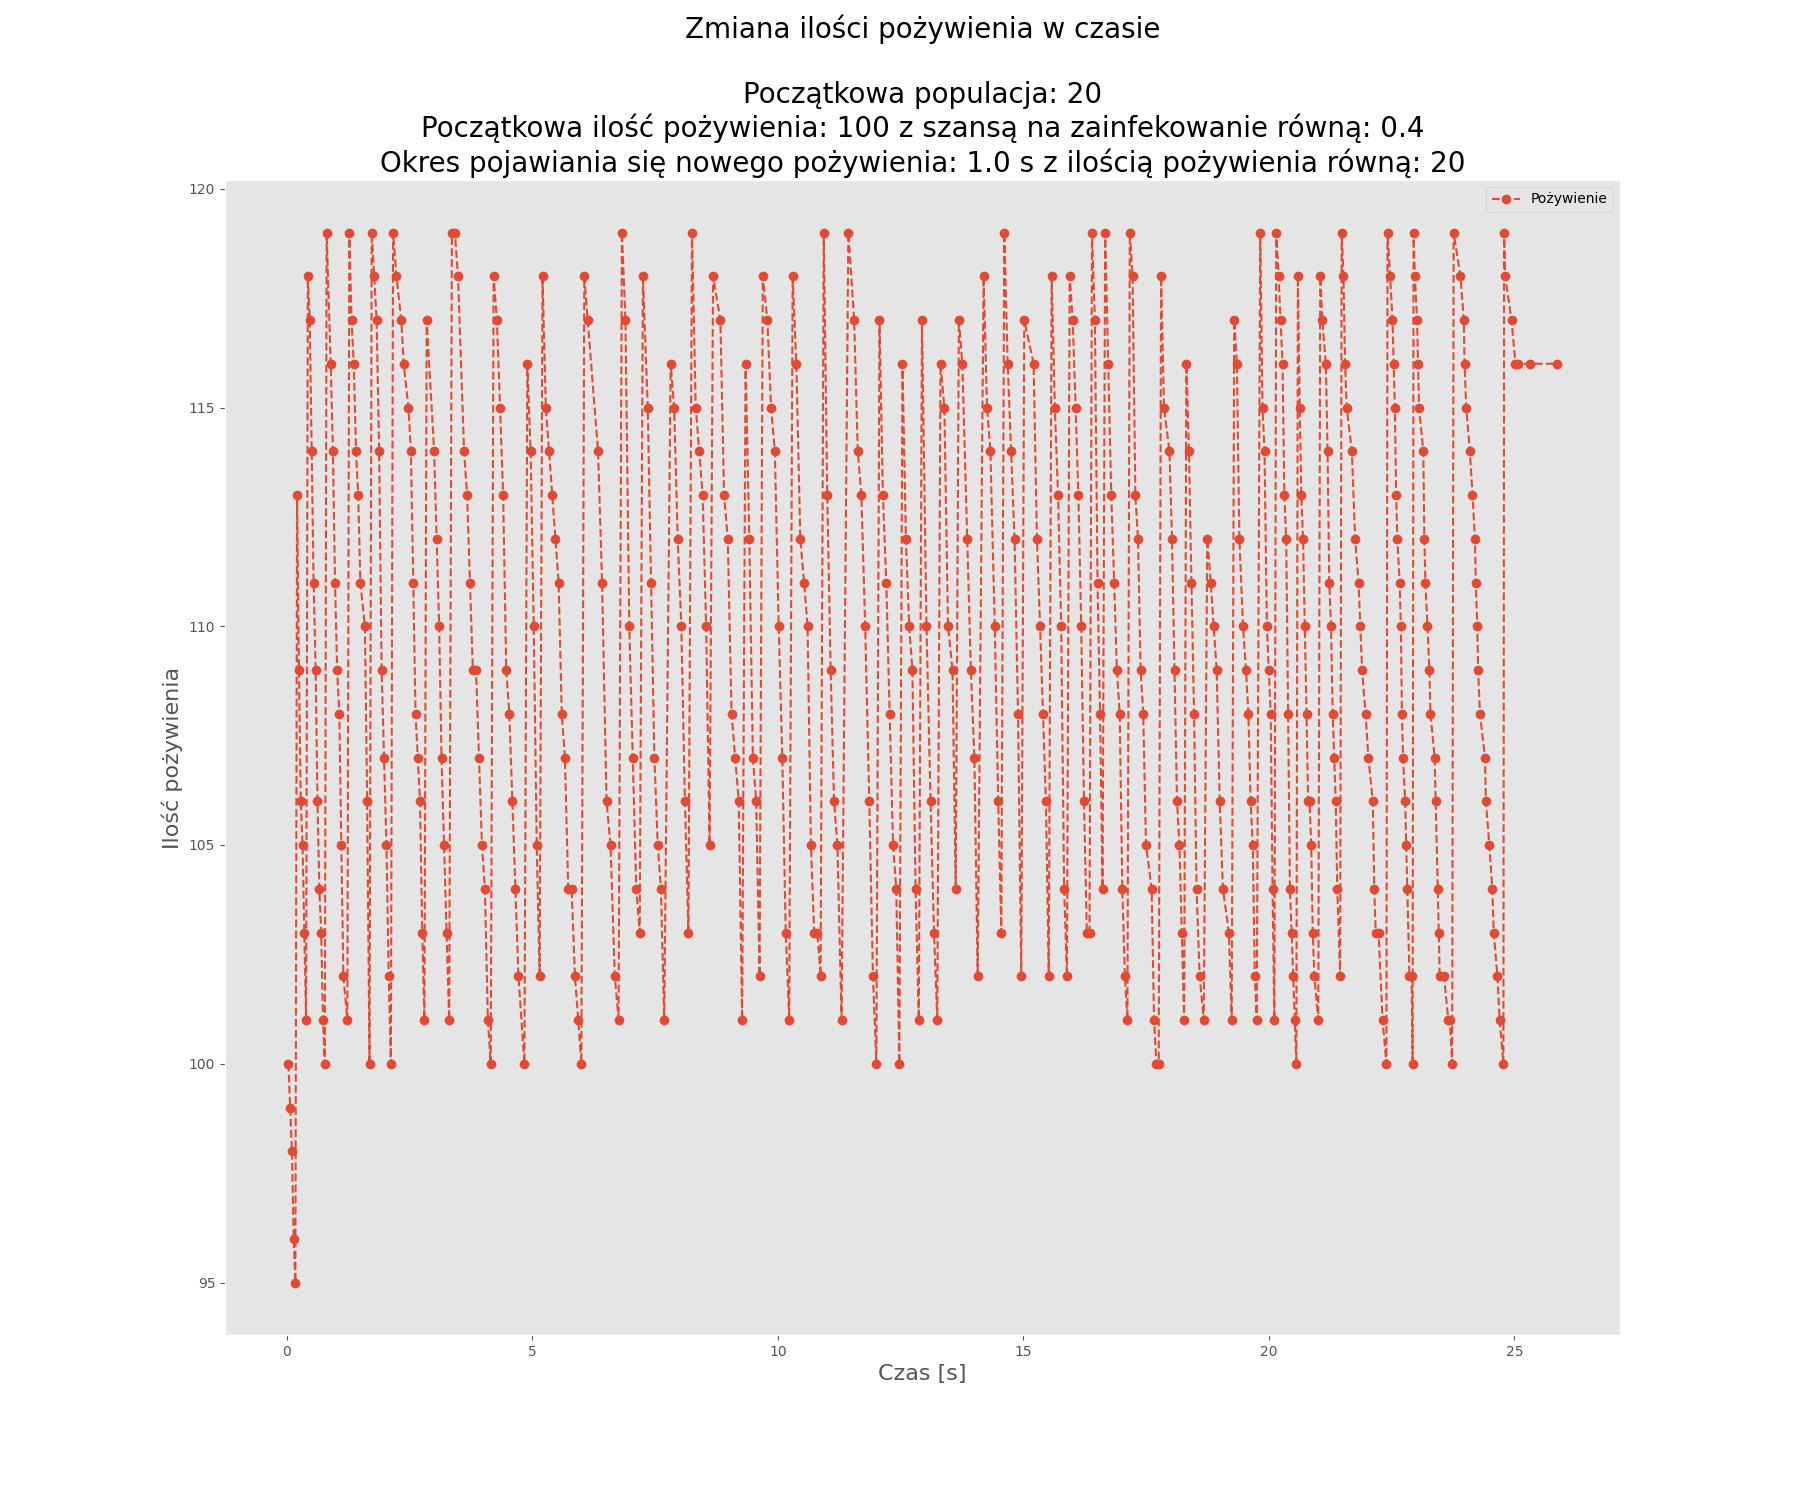 Zmiana ilości pożywienia w czasie
Początkowa populacja: 20
Początkowa ilość pożywienia: 100 z szansą na zainfekowanie równą: 0.4
Okres pojawiania się nowego pożywienia: 1.0 s z ilością pożywienia równą: 20
Pożywienie
Ilość pożywienia
120
115
110
105
100
95
0 5 10 15 20 25
Czas [s]